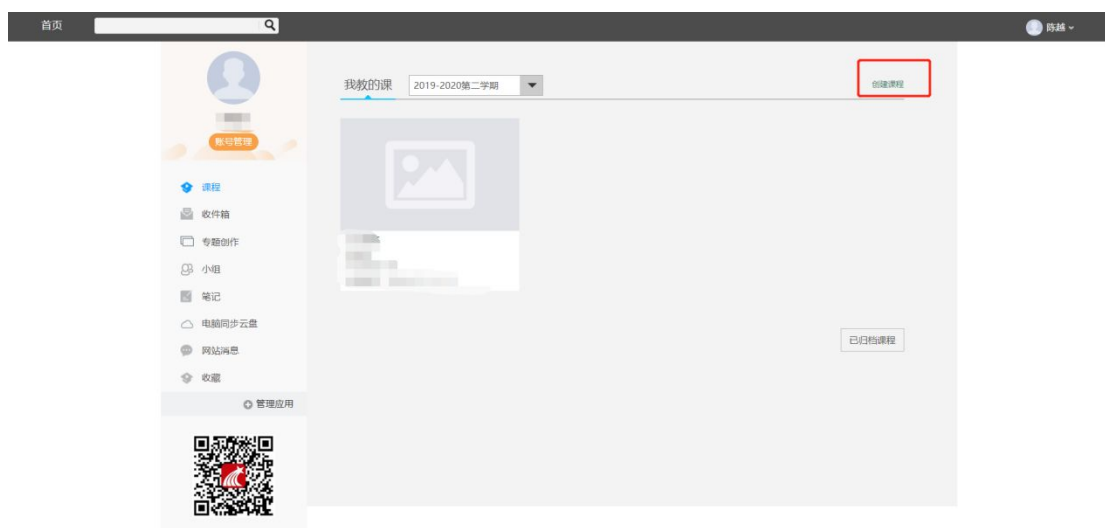 首页
陈越
我教的课 2019-2020第二学期
创建课程
账号管理
课程
收件箱
专题创作
小组
笔记
电脑同步云盘
网站消息
收藏
管理应用
已归档课程